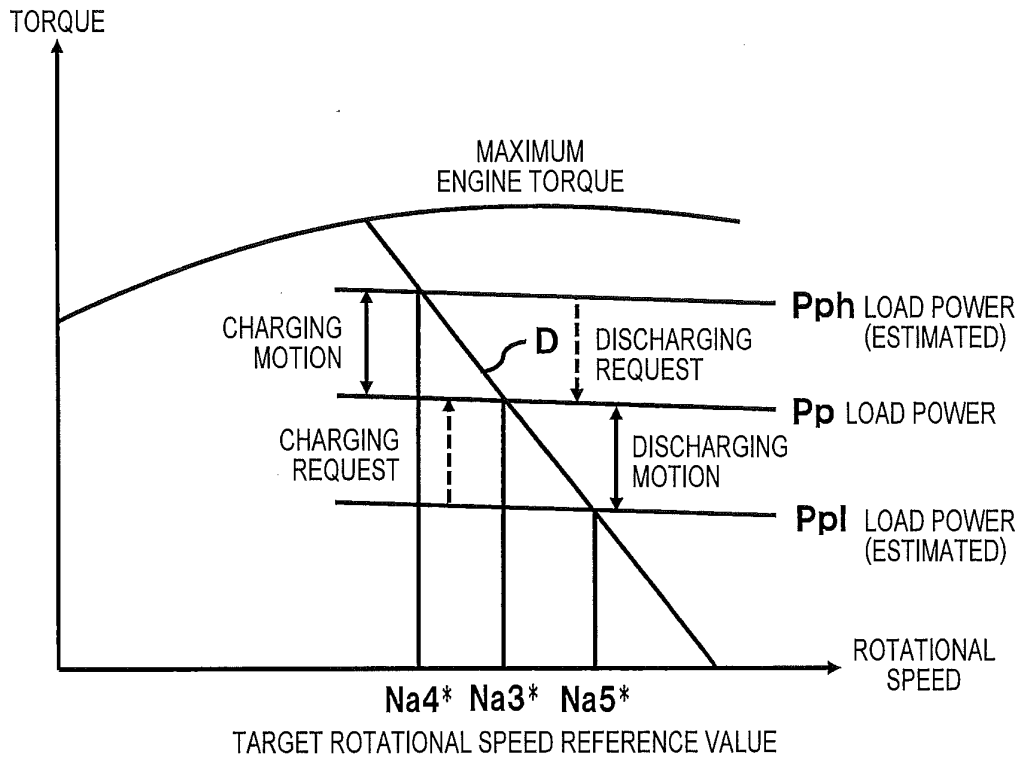 TORQUE
MAXIMUM
ENGINE TORQUE
CHARGING
MOTION
D
DISCHARGING
REQUEST
Pph LOAD POWER
(ESTIMATED)
CHARGING
REQUEST
DISCHARGING
MOTION
Pp LOAD POWER
Ppl LOAD POWER
(ESTIMATED)
ROTATIONAL
SPEED
Na4* Na3* Na5*
TARGET ROTATIONAL SPEED REFERENCE VALUE